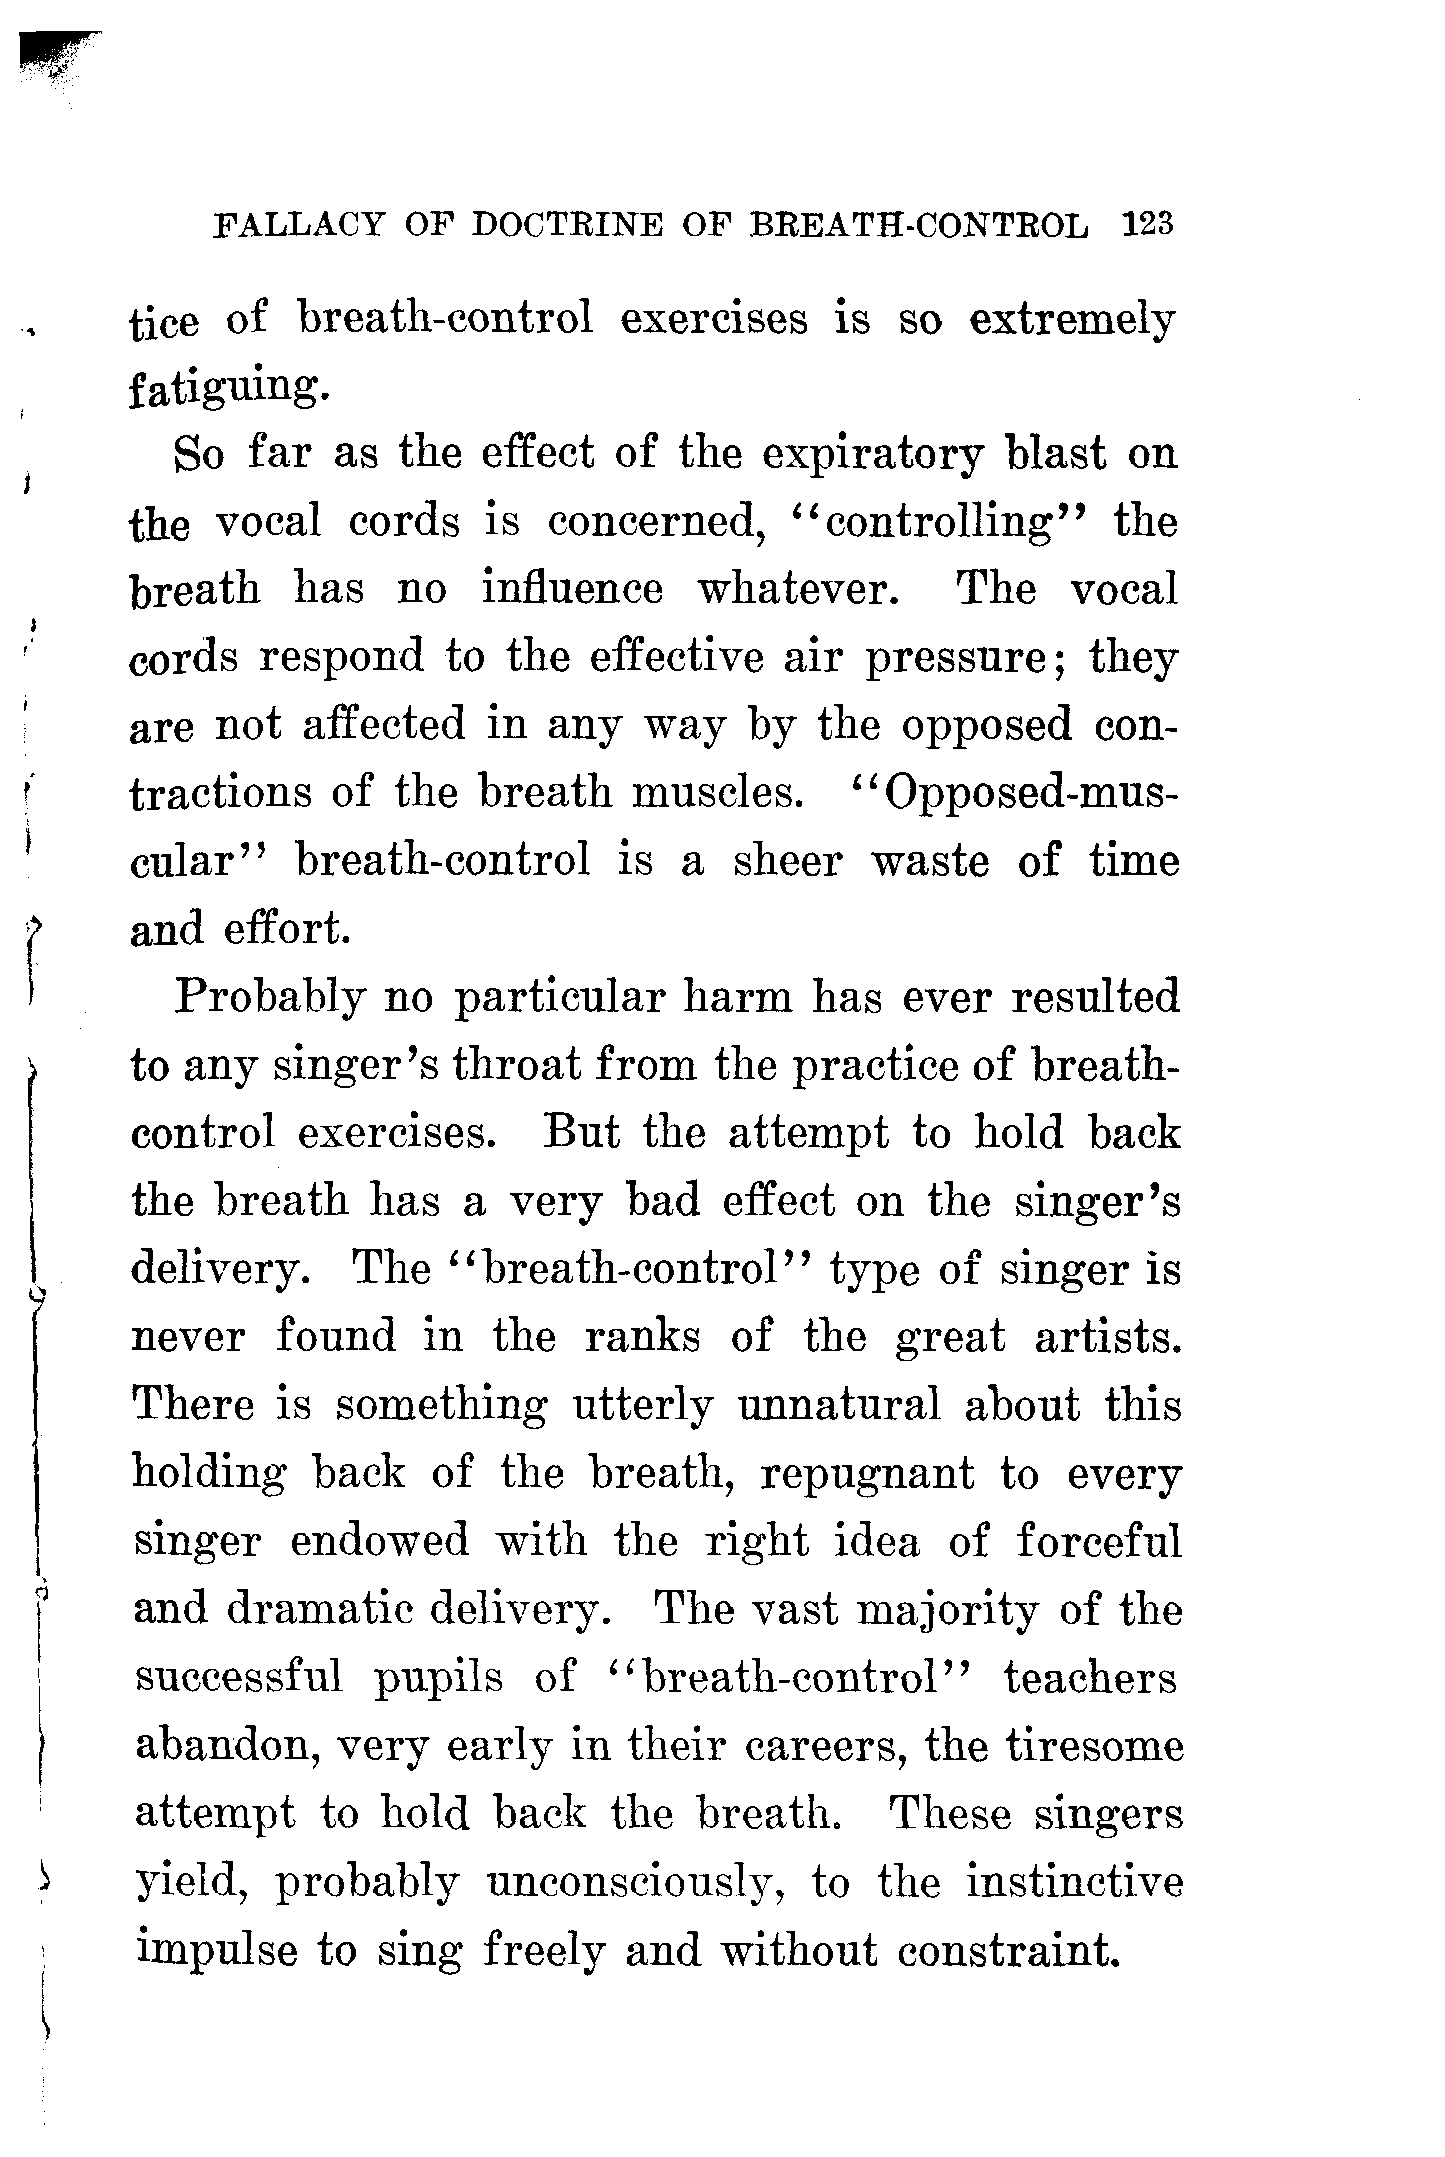 FALLACY OF DOCTRINE OF BREATH-CONTROL 123
tice of breath-control exercises is so extremely
fatiguing.
So far as the effect of the expiratory blast on
the vocal cords is concerned, “controlling” the
breath has no influence whatever. The vocal
cords respond to the effective air pressure; they
are not affected in any way by the opposed con-
tractions of the breath muscles. “Opposed-mus-
cular” breath-control is a sheer waste of time
and effort.
Probably no particular harm has ever resulted
to any singer’s throat from the practice of breath-
control exercises. But the attempt to hold back
the breath has a very bad effect on the singer’s
delivery. The “breath-control” type of singer is
never found in the ranks of the great artists.
There is something utterly unnatural about this
holding back of the breath, repugnant to every
singer endowed with the right idea of forceful
and dramatic delivery. The vast majority of the
successful pupils of “breath-control” teachers
abandon, very early in their careers, the tiresome
attempt to hold back the breath. These singers
yield, probably unconsciously, to the instinctive
impulse to sing freely and without constraint.